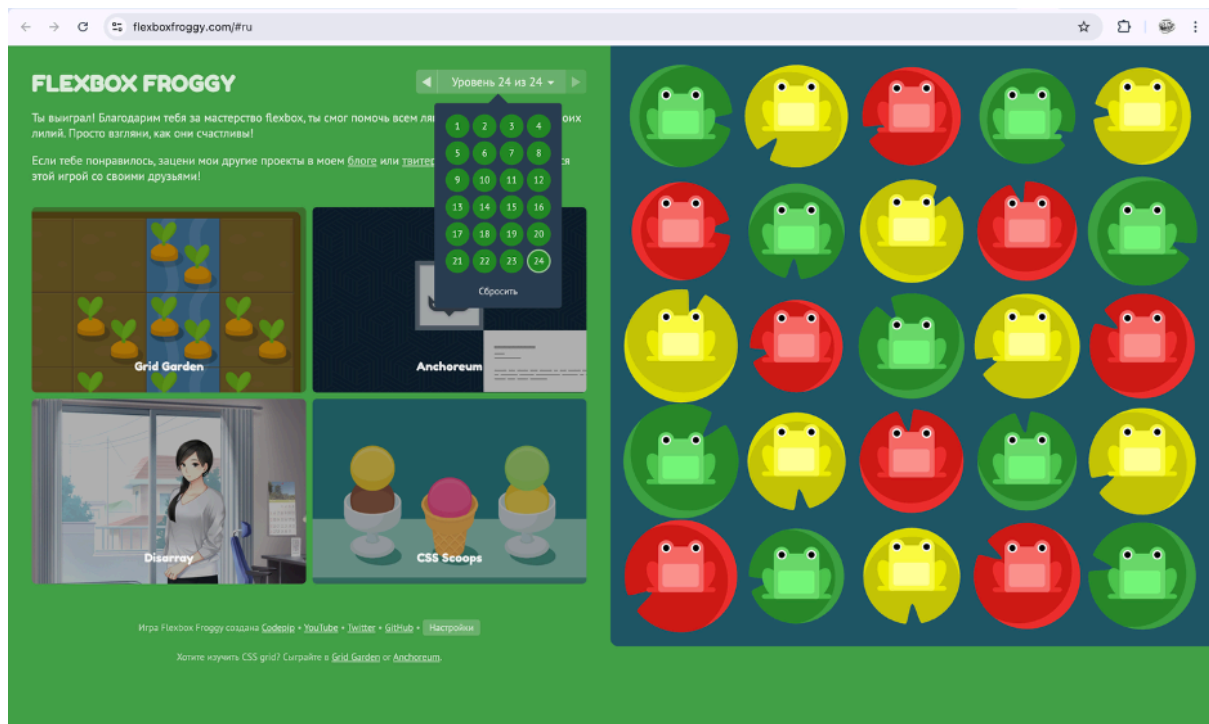 flexboxfroggy.com/#ru
FLEXBOX FROGGY
Уровень 24 из 24
Ты выиграл! Благодарим тебя за мастерство flexbox, ты смог помочь всем
лилий. Просто взгляни, как они счастливы!
Если тебе понравилось, зацени мои другие проекты в моем блоге или
этой игрой со своими друзьями!
1 2 3 4
5 6 7 8
9 10 11 12
13 14 15 16
17 18 19 20
21 22 23 24
Сбросить
Grid Garden
Anchoreum
Disarray
CSS Scoops
Игра Flexbox Froggy создана Codepip • YouTube • Twitter • GitHub • Настройки
Хотите изучить CSS grid? Сыграйте в Grid Garden or Anchoreum.